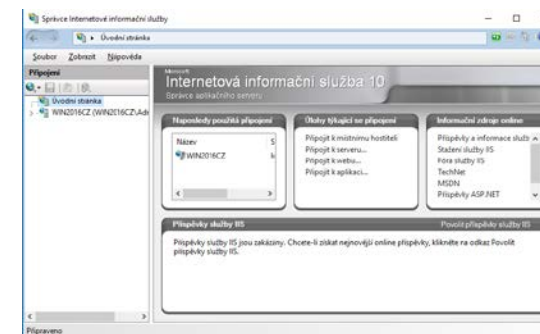 Správce Internetové informační služby
Úvodní stránka
Soubor Zobrazit Nápověda
Připojení
Úvodní stránka
WIN2016CZ (WIN2016CZ\Adı
Microsoft
Internetová informační služba 10
Správce aplikačního serveru
Naposledy použitá připojení
Název S
WIN2016CZ
Úlohy týkající se připojení
Připojit k místnímu hostiteli
Připojit k serveru...
Připojit k webu...
Připojit k aplikaci...
Informační zdroje online
Příspěvky a informace služb
Stažení služby IIS
Fóra služby IIS
TechNet
MSDN
Příspěvky ASP.NET
Příspěvky služby IIS Povolit příspěvky služby IIS
Příspěvky služby IIS jsou zakázány. Chcete-li získat nejnovější online příspěvky, klikněte na odkaz Povolit
příspěvky služby IIS.
Připraveno